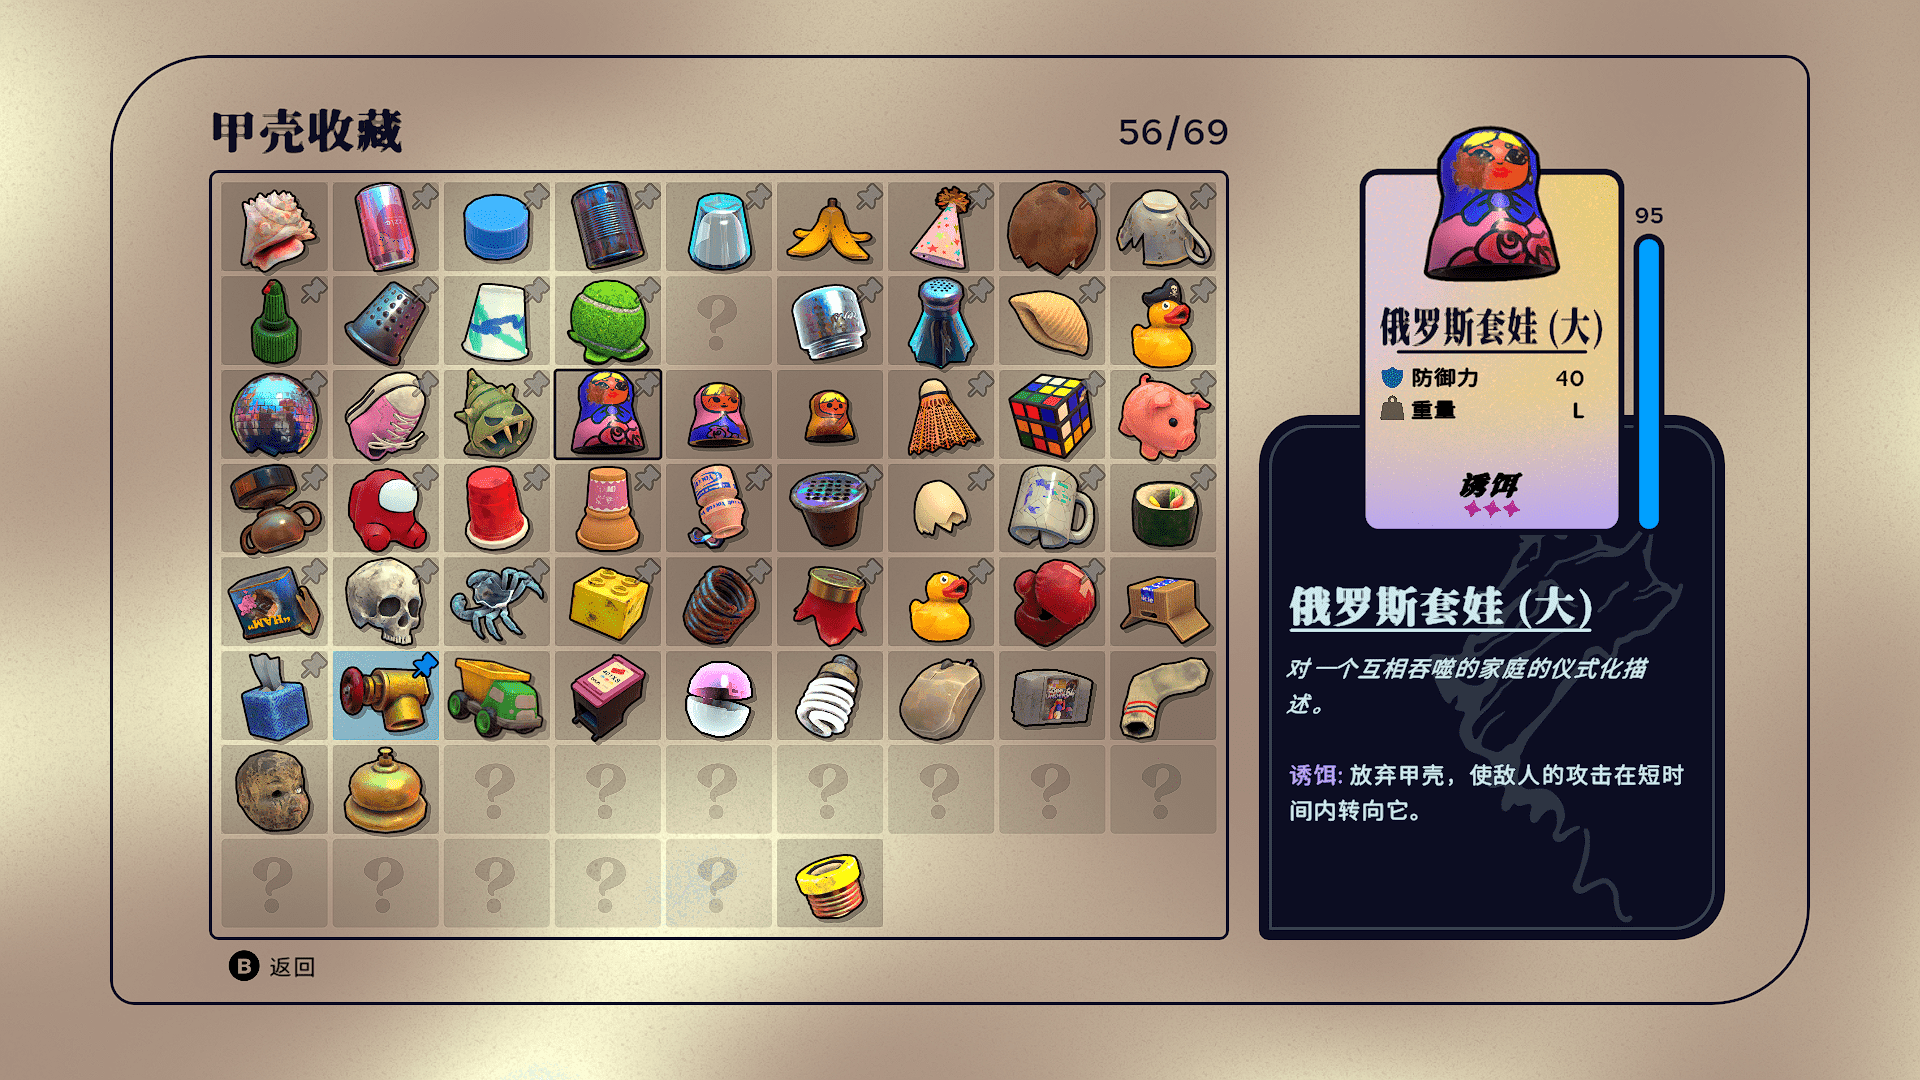 甲壳收藏
56/69
95
俄罗斯套娃 (大)
防御力 40
重量 L
诱饵
俄罗斯套娃 (大)
对一个互相吞噬的家庭的仪式化描
述。
诱饵: 放弃甲壳，使敌人的攻击在短时
间内转向它。
"HAM"
B 返回